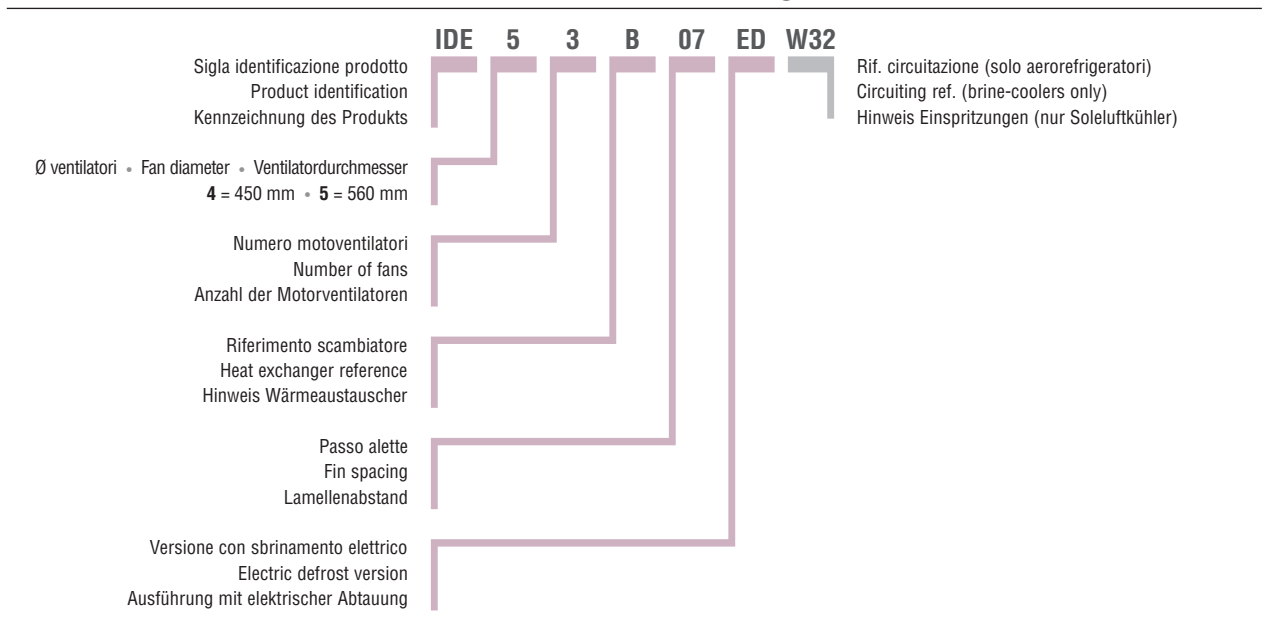 IDE 5 3 B 07 ED W32
Sigla identificazione prodotto
Product identification
Kennzeichnung des Produkts
Rif. circuitazione (solo aerorefrigeratori)
Circuiting ref. (brine-coolers only)
Hinweis Einspritzungen (nur Soleluftkühler)
Ø ventilatori • Fan diameter • Ventilatordurchmesser
4 = 450 mm • 5 = 560 mm
Numero motoventilatori
Number of fans
Anzahl der Motorventilatoren
Riferimento scambiatore
Heat exchanger reference
Hinweis Wärmeaustauscher
Passo alette
Fin spacing
Lamellenabstand
Versione con sbrinamento elettrico
Electric defrost version
Ausführung mit elektrischer Abtauung